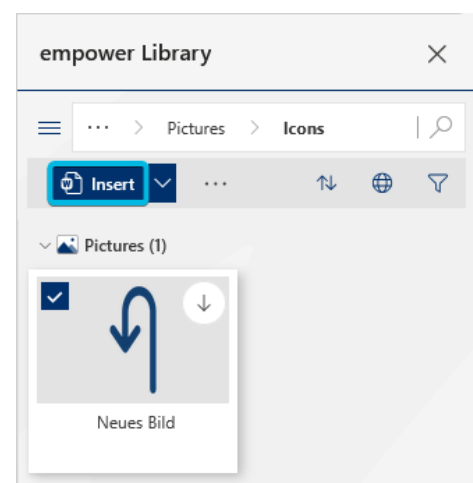 empower Library
... > Pictures > Icons
Insert ...
Pictures (1)
Neues Bild